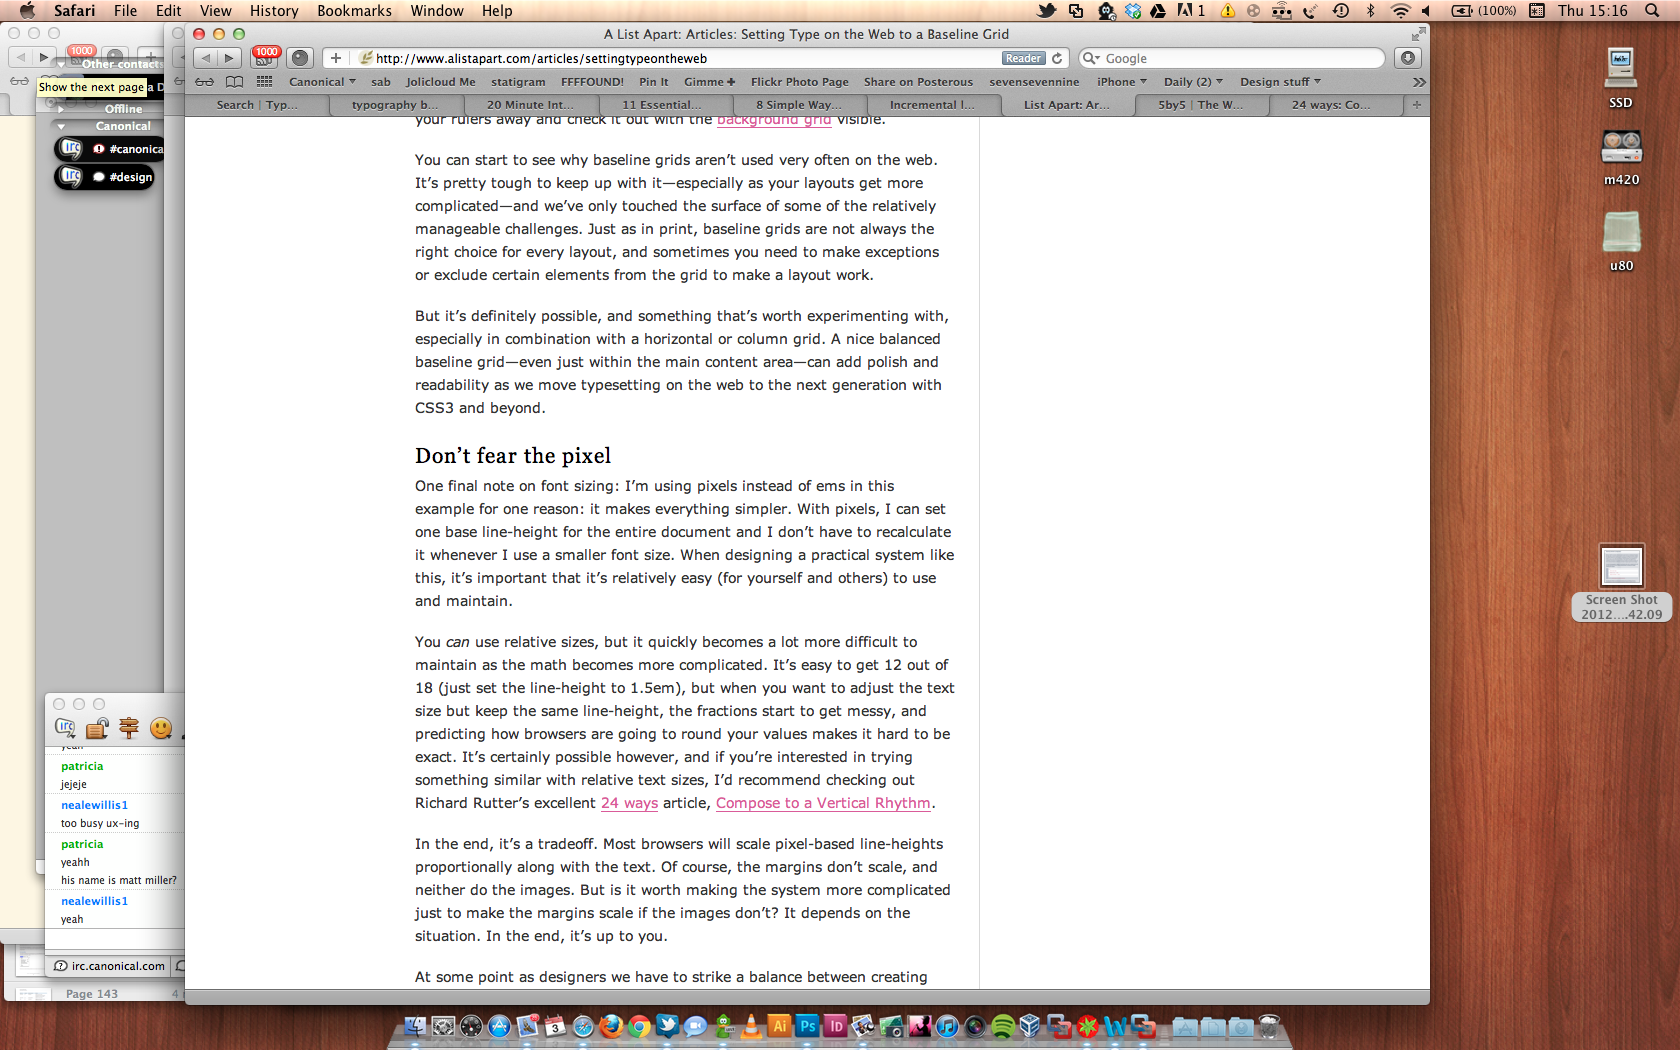 Safari File Edit View History Bookmarks Window Help
1 (100%) Thu 15:16
A List Apart: Articles: Setting Type on the Web to a Baseline Grid
1000
1000
http://www.alistapart.com/articles/settingtypeontheweb
Reader
Google
Canonical sab Jolicloud Me statigram FFFFOUND! Pin It Gimme Flickr Photo Page Share on Posterous sevensevennine iPhone Daily (2) Design stuff
Search | Typ... typography b... 20 Minute Int... 11 Essential... 8 Simple Way... Incremental l... List Apart: Ar... 5by5 | The W... 24 ways: Co...
Other contacts
Show the next page
Offline
Canonical
#canonica
#design
your rulers away and check it out with the background grid visible.
You can start to see why baseline grids aren’t used very often on the web.
It’s pretty tough to keep up with it—especially as your layouts get more
complicated—and we’ve only touched the surface of some of the relatively
manageable challenges. Just as in print, baseline grids are not always the
right choice for every layout, and sometimes you need to make exceptions
or exclude certain elements from the grid to make a layout work.
But it’s definitely possible, and something that’s worth experimenting with,
especially in combination with a horizontal or column grid. A nice balanced
baseline grid—even just within the main content area—can add polish and
readability as we move typesetting on the web to the next generation with
CSS3 and beyond.
Don’t fear the pixel
One final note on font sizing: I’m using pixels instead of ems in this
example for one reason: it makes everything simpler. With pixels, I can set
one base line-height for the entire document and I don’t have to recalculate
it whenever I use a smaller font size. When designing a practical system like
this, it’s important that it’s relatively easy (for yourself and others) to use
and maintain.
You can use relative sizes, but it quickly becomes a lot more difficult to
maintain as the math becomes more complicated. It’s easy to get 12 out of
18 (just set the line-height to 1.5em), but when you want to adjust the text
size but keep the same line-height, the fractions start to get messy, and
predicting how browsers are going to round your values makes it hard to be
exact. It’s certainly possible however, and if you’re interested in trying
something similar with relative text sizes, I’d recommend checking out
Richard Rutter’s excellent 24 ways article, Compose to a Vertical Rhythm.
In the end, it’s a tradeoff. Most browsers will scale pixel-based line-heights
proportionally along with the text. Of course, the margins don’t scale, and
neither do the images. But is it worth making the system more complicated
just to make the margins scale if the images don’t? It depends on the
situation. In the end, it’s up to you.
At some point as designers we have to strike a balance between creating
irc
yeah
patricia
jejeje
nealewillis1
too busy ux-ing
patricia
yeahh
his name is matt miller?
nealewillis1
yeah
irc.canonical.com
Page 143 4
SSD
m420
u80
Screen Shot
2012....42.09
3 Ai Ps Id